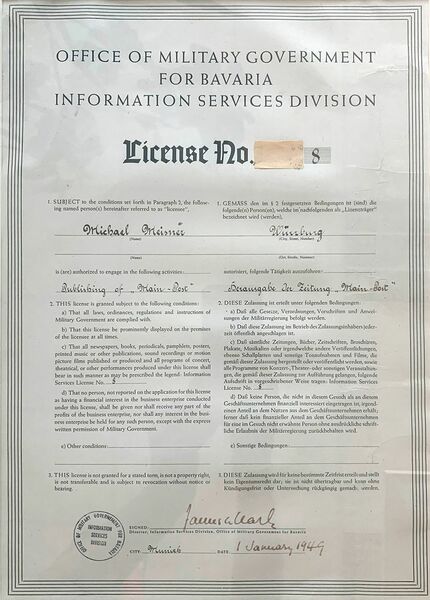 OFFICE OF MILITARY GOVERNMENT
FOR BAVARIA
INFORMATION SERVICES DIVISION
License No. 8
1. SUBJECT to the conditions set forth in Paragraph 2, the follow-
ing named person(s) hereinafter referred to as "licensee",
Michael Meisner
(Name)
(Name)
is (are) authorized to engage in the following activities:
Publishing of "Main-Post"
2. THIS license is granted subject to the following conditions:
a) That all laws, ordinances, regulations and instruction of
Military Government are complied with.
b) That this license be prominently displayed on the premises
of the licensee at all times.
c) That all newspapers, books, periodicals, pamphlets, posters,
printed music or other publications, sound recordings or motion
picture films published or produced and all programs of concert,
theatrical, or other performances produced under this license shall
bear in such manner as may be prescribed the legend: Information
Services License No. 8
d) That no person, not reported on the application for this license
as having a financial interest in the business enterprise conducted
under this license, shall be given nor shall receive any part of
profits of the business enterprise, nor shall any interest in the busi-
ness enterprise be held for any such person, except with the express
written permission of Military Government.
e) Other conditions:
3. THIS license is not granted for a stated term, is not a property right,
is not transferable and is subject to revocation without notice or
hearing.
1. GEMÄSS den im § 2 festgesetzten Bedingungen ist (sind) die
folgende(n) Person(en), welche im nachfolgenden als „Lizenzträger"
bezeichnet wird (werden),
Würzburg
(City, Street, Number)
(City, Street, Number)
autorisiert, folgende Tätigkeit auszuführen:
Herausgabe der Zeitung „Main-Post"
2. DIESE Zulassung ist erteilt unter folgenden Bedingungen:
a) Daß alle Gesetze, Verordnungen, Vorschriften und Anwei-
sungen der Militärregierung befolgt werden.
b) Daß diese Zulassung im Betrieb des Zulassungsinhabers jeder-
zeit öffentlich angeschlagen ist.
c) Daß sämtliche Zeitungen, Bücher, Zeitschriften, Broschüren,
Plakate, Musikalien oder irgendwelche andere Veröffentlichungen,
ebenso Schallplatten und sonstige Tonaufnahmen und Filme, die
gemäß dieser Zulassung hergestellt oder veröffentlicht werden, sowie
alle Programme von Konzert-, Theater- oder sonstigen Veranstaltun-
gen, die gemäß dieser Zulassung zur Aufführung gelangen, folgende
Aufschrift in vorgeschriebener Weise tragen: Information Services
License No. 8
d) Daß keine Person, die nicht in diesem Gesuch als an diesem
Geschäftsunternehmen finanziell interessiert eingetragen ist, irgend-
einen Anteil an dem Nutzen aus dem Geschäftsunternehmen erhält;
ferner daß kein finanzieller Anteil an dem Geschäftsunternehmen
für eine im Gesuch nicht erwähnte Person ohne ausdrückliche schrift-
liche Erlaubnis der Militärregierung zurückbehalten wird.
e) Sonstige Bedingungen:
3. DIESE Zulassung wird für keine bestimmte Zeitfrist erteilt und stellt
kein Eigentumsrecht dar; sie ist nicht übertragbar und kann ohne
Kündigungsfrist oder Untersuchung rückgängig gemacht werden.
OFFICE OF MILITARY GOVERNMENT FOR BAVARIA
INFORMATION
SERVICES
DIVISION
SIGNED
Director, Information Services Division, Office of Military Government for Bavaria
CITY Munich DATE 1 January 1949